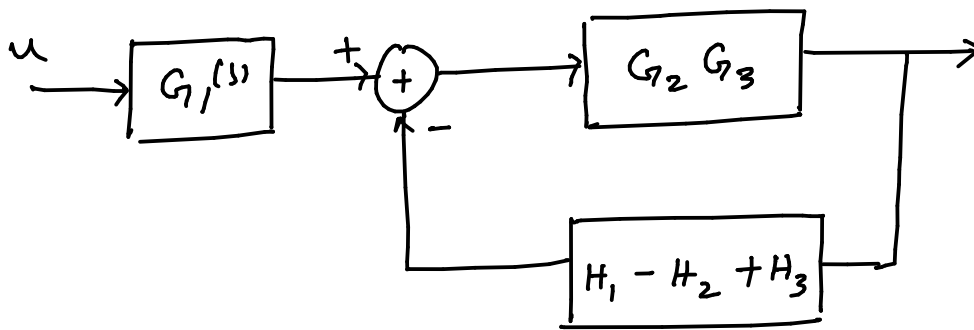 u
G₁(s)
+
+
-
G₂ G₃
H₁ - H₂ + H₃